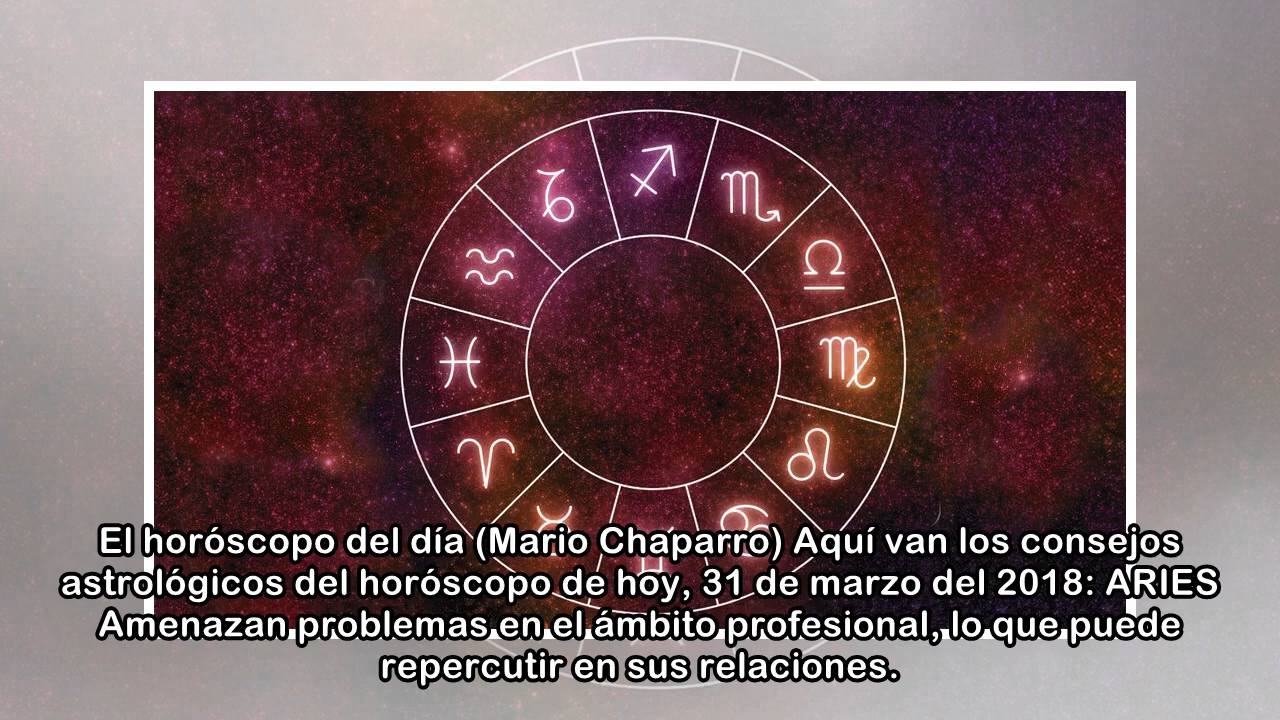 El horóscopo del día (Mario Chaparro) Aquí van los consejos
astrológicos del horóscopo de hoy, 31 de marzo del 2018: ARIES
Amenazan problemas en el ámbito profesional, lo que puede
repercutir en sus relaciones.